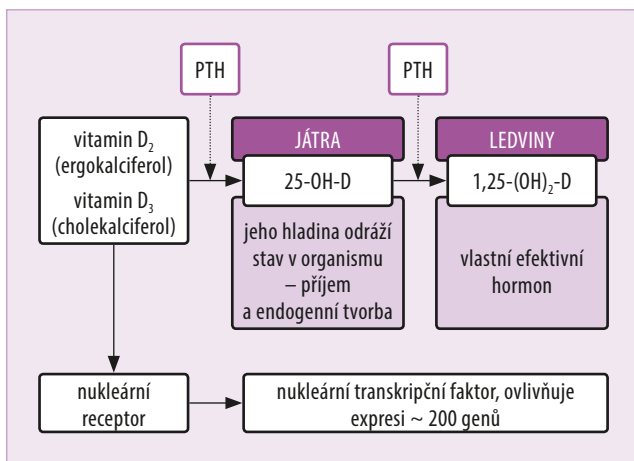 PTH
PTH
vitamin D₂
(ergokalciferol)
vitamin D₃
(cholekalciferol)
JÁTRA
25-OH-D
jeho hladina odráží
stav v organismu
– příjem
a endogenní tvorba
LEDVINY
1,25-(OH)₂-D
vlastní efektivní
hormon
nukleární
receptor
nukleární transkripční faktor, ovlivňuje
expresi ~ 200 genů